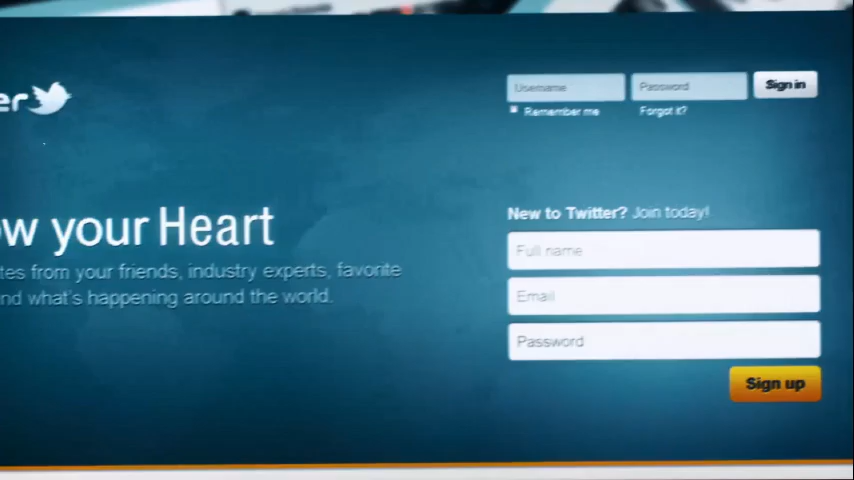 er
Username Password Sign in
Remember me Forgot it?
ow your Heart
New to Twitter? Join today!
Full name
tes from your friends, industry experts, favorite
nd what's happening around the world.
Email
Password
Sign up